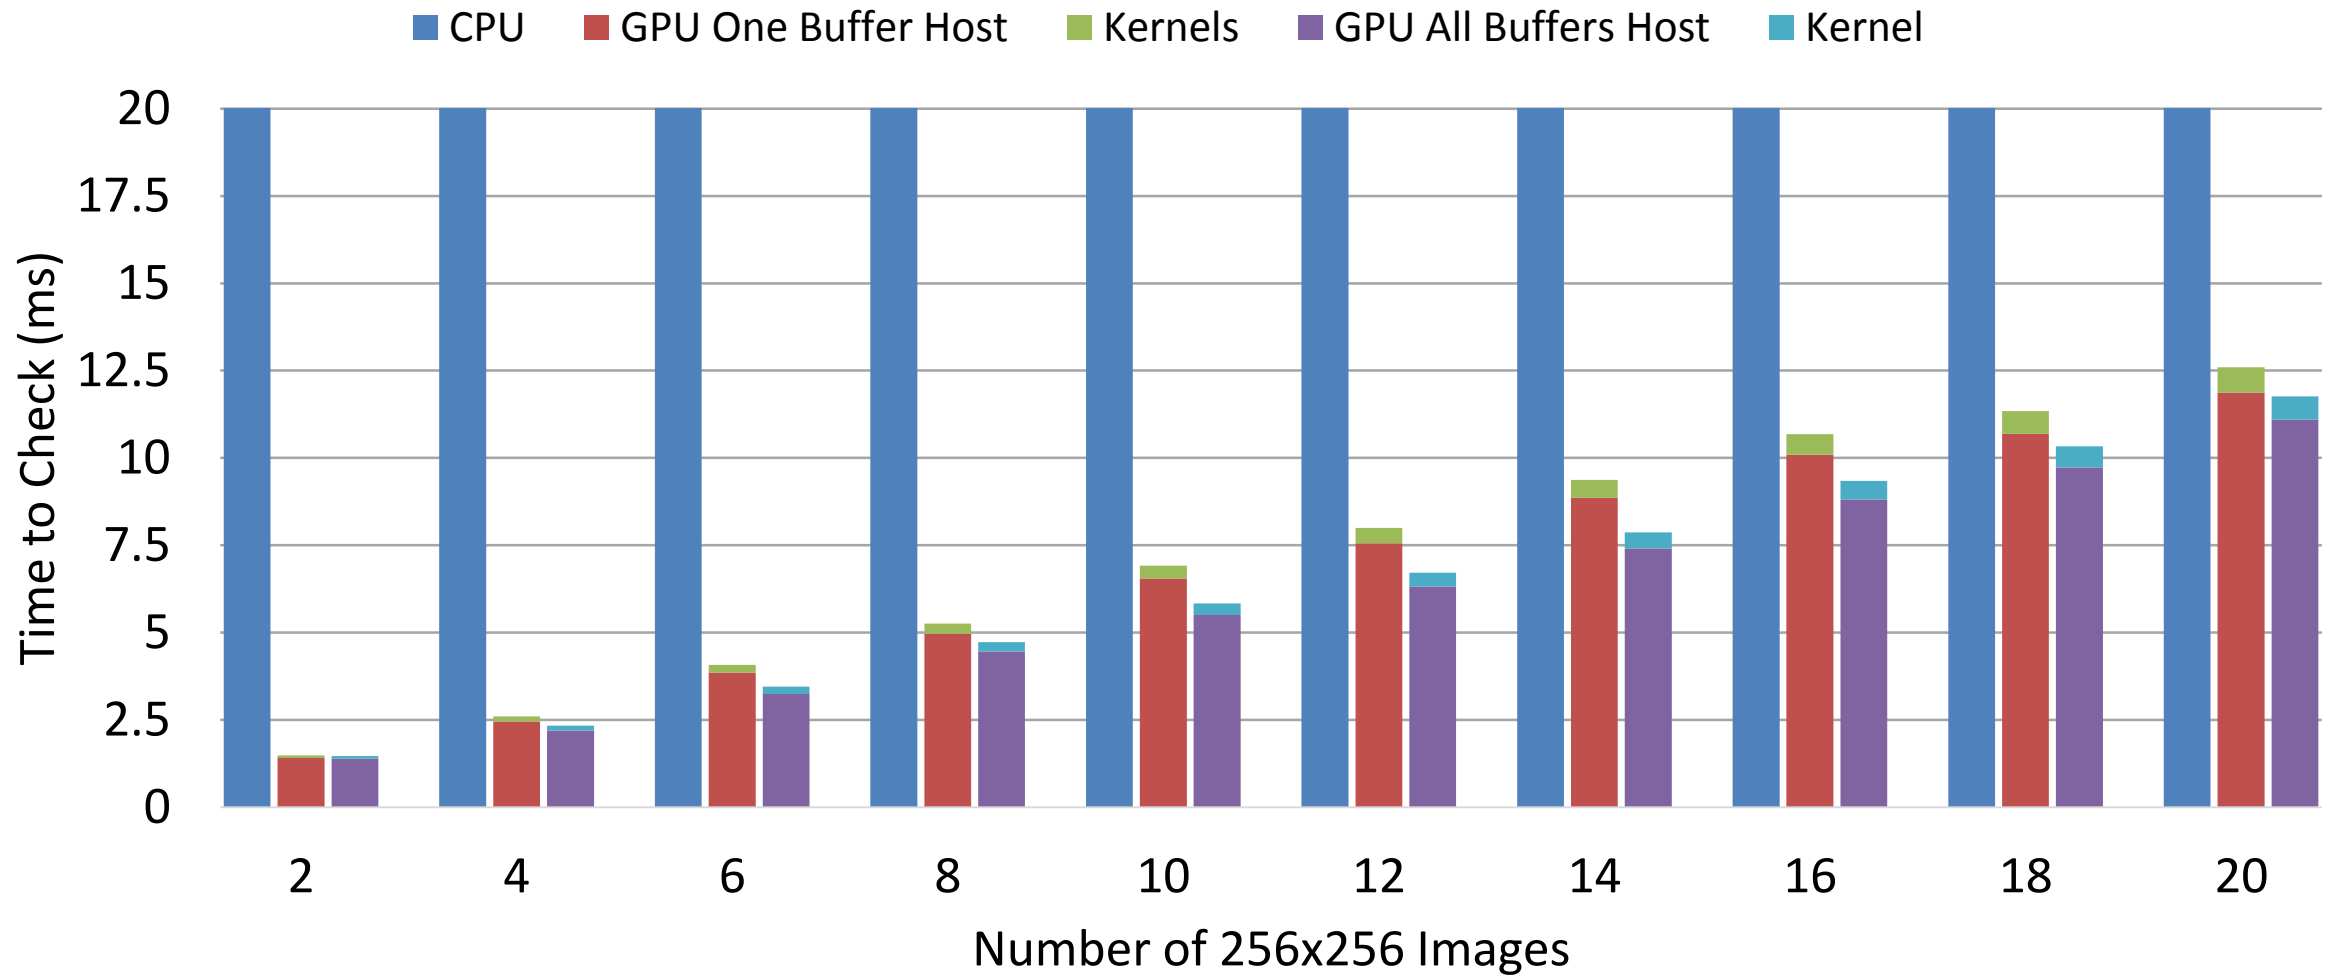 CPU GPU One Buffer Host Kernels GPU All Buffers Host Kernel
20
17.5
15
12.5
10
7.5
5
2.5
0
Time to Check (ms)
2 4 6 8 10 12 14 16 18 20
Number of 256x256 Images